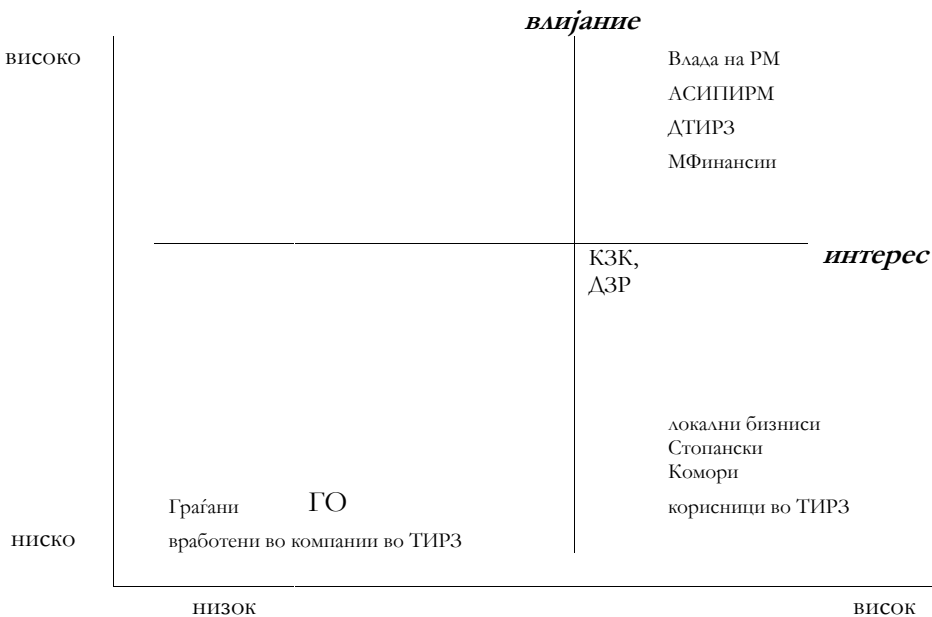 влијание
високо
Влада на РМ
АСИПИРМ
ДТИРЗ
МФинансии
интерес
КЗК,
ДЗР
локални бизниси
Стопански
Комори
Граѓани ГО корисници во ТИРЗ
ниско вработени во компании во ТИРЗ
низок висок